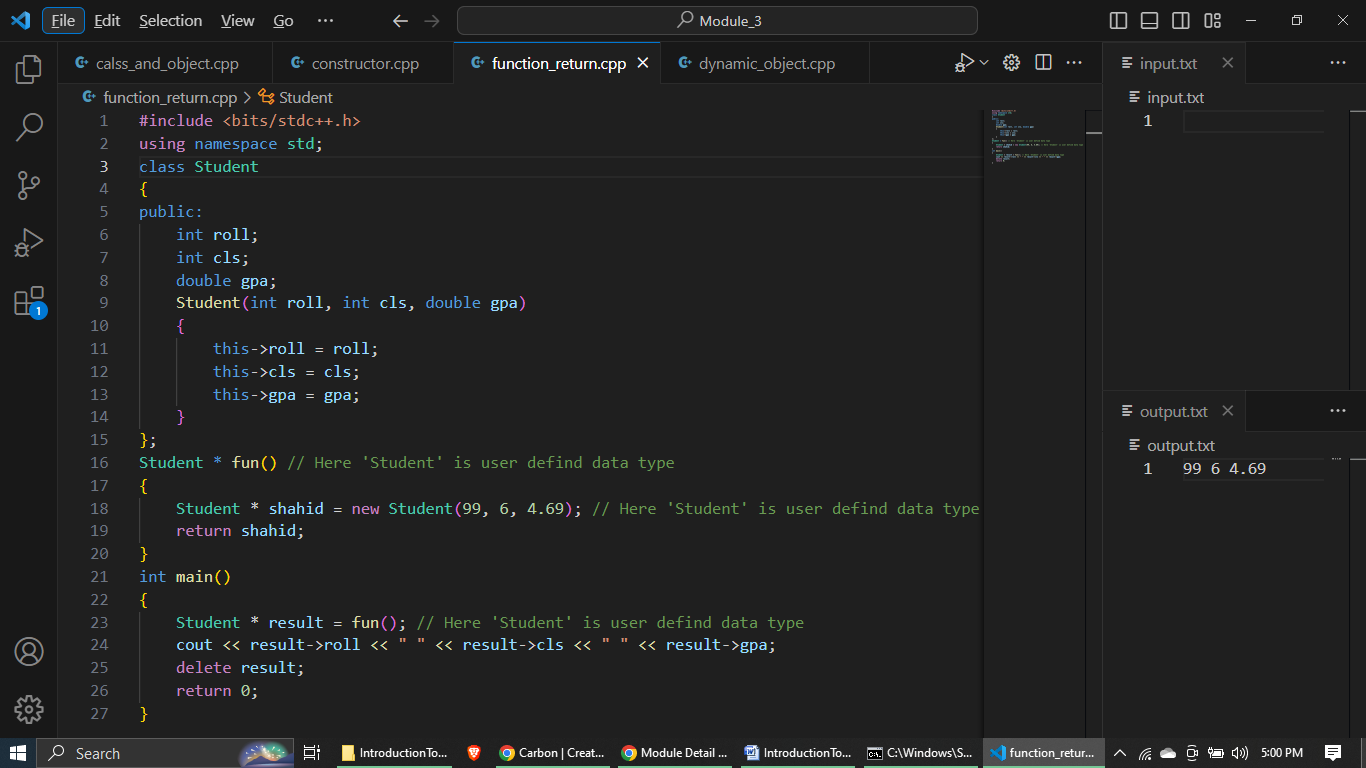 File Edit Selection View Go ··· Module_3
calss_and_object.cpp constructor.cpp function_return.cpp dynamic_object.cpp
function_return.cpp > Student
1 #include <bits/stdc++.h>
2 using namespace std;
3 class Student
4 {
5 public:
6 int roll;
7 int cls;
8 double gpa;
9 Student(int roll, int cls, double gpa)
10 {
11 this->roll = roll;
12 this->cls = cls;
13 this->gpa = gpa;
14 }
15 };
16 Student * fun() // Here 'Student' is user defind data type
17 {
18 Student * shahid = new Student(99, 6, 4.69); // Here 'Student' is user defind data type
19 return shahid;
20 }
21 int main()
22 {
23 Student * result = fun(); // Here 'Student' is user defind data type
24 cout << result->roll << " " << result->cls << " " << result->gpa;
25 delete result;
26 return 0;
27 }
input.txt
input.txt
1
output.txt
output.txt
1 99 6 4.69
1
Search IntroductionTo... Carbon | Creat... Module Detail ... IntroductionTo... C:\Windows\S... function_retur... 5:00 PM